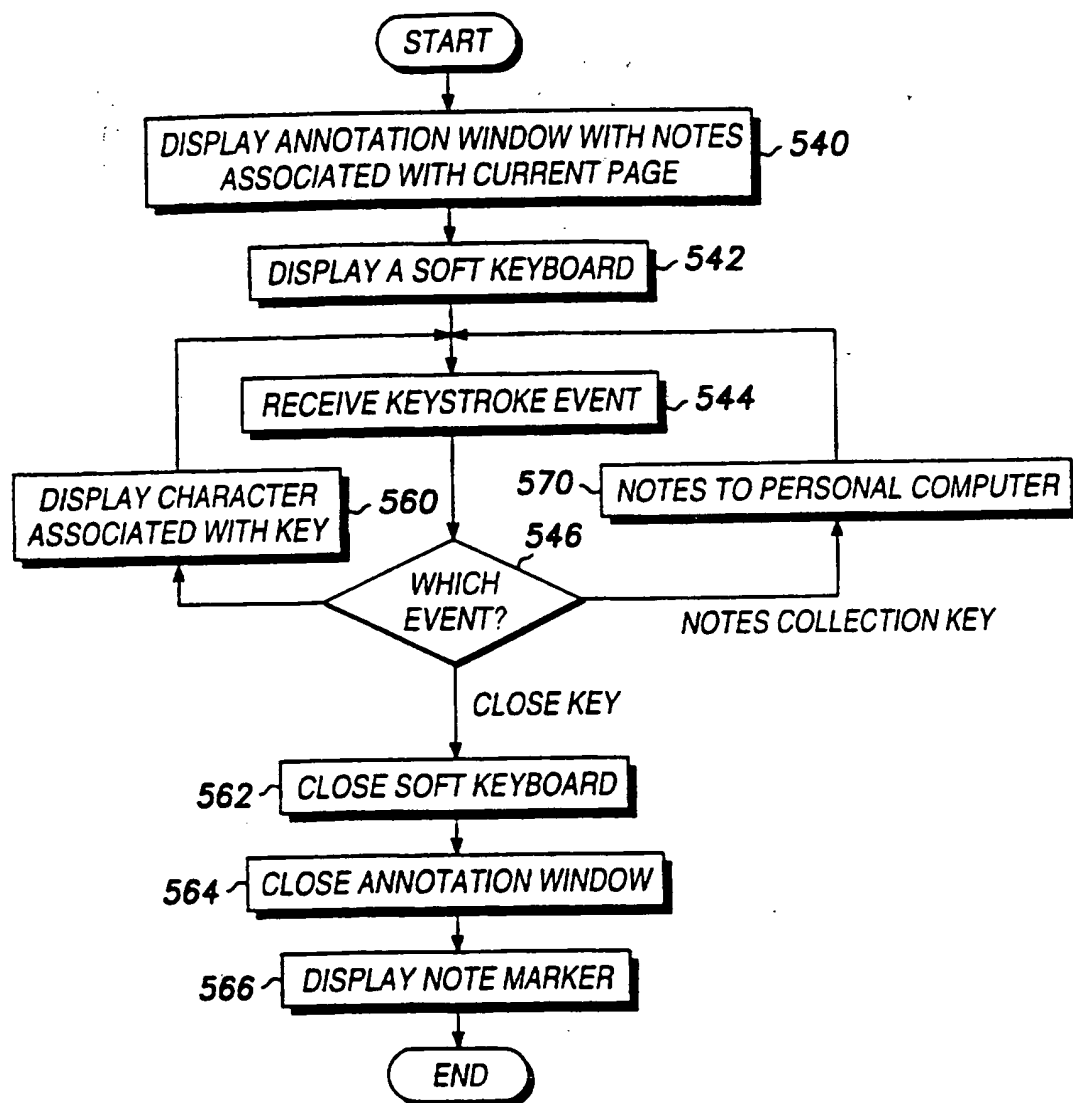 START
DISPLAY ANNOTATION WINDOW WITH NOTES
ASSOCIATED WITH CURRENT PAGE
540
DISPLAY A SOFT KEYBOARD
542
RECEIVE KEYSTROKE EVENT
544
DISPLAY CHARACTER
ASSOCIATED WITH KEY
560
570
NOTES TO PERSONAL COMPUTER
546
WHICH
EVENT?
NOTES COLLECTION KEY
CLOSE KEY
562
CLOSE SOFT KEYBOARD
564
CLOSE ANNOTATION WINDOW
566
DISPLAY NOTE MARKER
END